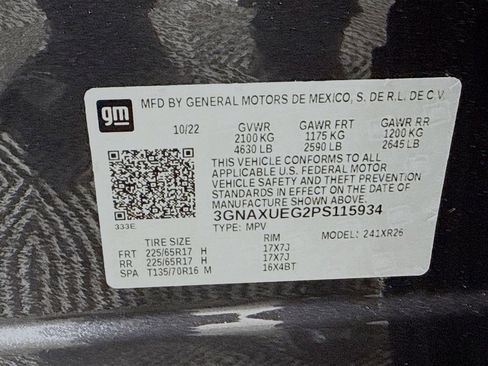 gm MFD BY GENERAL MOTORS DE MEXICO, S. DE R.L. DE C.V.
10/22 GVWR GAWR FRT GAWR RR
2100 KG 1175 KG 1200 KG
4630 LB 2590 LB 2645 LB
THIS VEHICLE CONFORMS TO ALL
APPLICABLE U.S. FEDERAL MOTOR
VEHICLE SAFETY AND THEFT PREVENTION
STANDARDS IN EFFECT ON THE DATE OF
MANUFACTURE SHOWN ABOVE.
333E 3GNAXUEG2PS115934
TYPE: MPV MODEL: 241XR26
TIRE SIZE RIM
FRT 225/65R17 H 17X7J
RR 225/65R17 H 17X7J
SPA T135/70R16 M 16X4BT